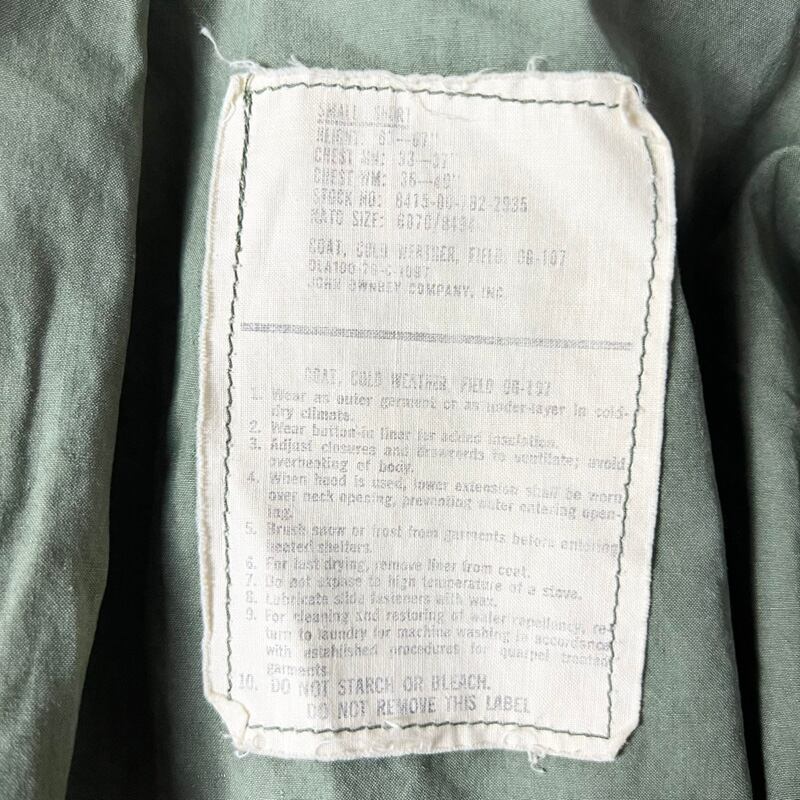 SMALL SHORT
HEIGHT: 61--67"
CHEST MN: 33--37"
CHEST WM: 36--40"
STOCK NO: 8415-00-782-2935
NATO SIZE: 6070/8494
COAT, COLD WEATHER, FIELD, OG-107
DLA100-79-C-
JOHN OWNBEY COMPANY, INC.
COAT, COLD WEATHER, FIELD OG-107
1. Wear as outer garment or as under-layer in cold-
dry climate.
2. Wear button-in liner for added insulation.
3. Adjust closures and drawcords to ventilate; avoid
overheating of body.
4. When hood is used, lower extension shall be worn
over neck opening, preventing water entering open-
ing.
5. Brush snow or frost from garments before entering
heated shelters.
6. For fast drying, remove liner from coat.
7. Do not expose to high temperature of a stove.
8. Lubricate slide fasteners with wax.
9. For cleaning and restoring of water repellency, re-
turn to laundry for machine washing in accordance
with established procedures for quarpel treated
garments.
10. DO NOT STARCH OR BLEACH.
DO NOT REMOVE THIS LABEL